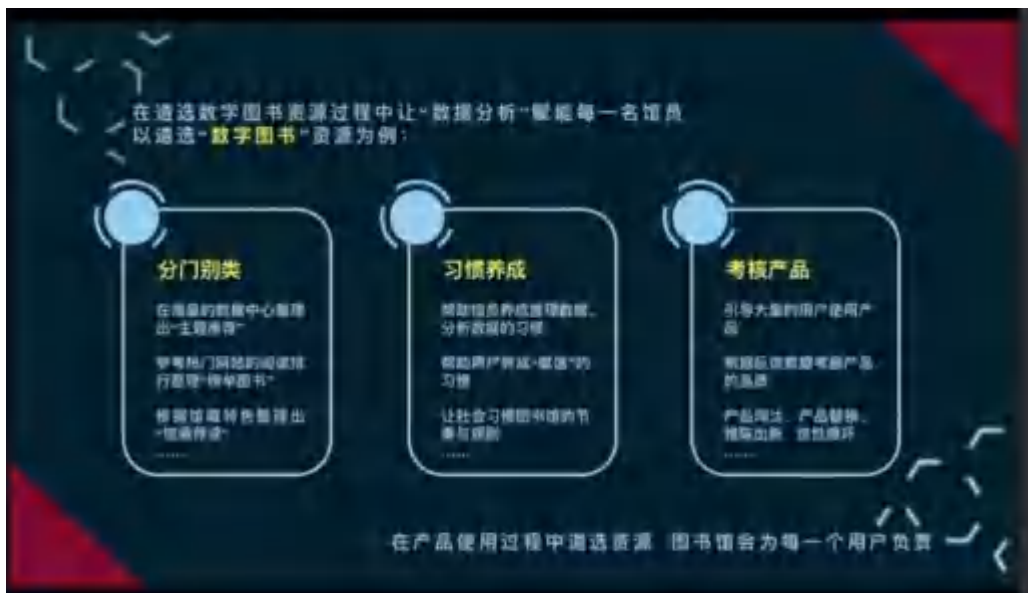 在遴选数字图书资源过程中让“数据分析”赋能每一名馆员
以遴选“数字图书”资源为例：
分门别类
在海量的数据中心整理
出“主题推荐”
参考热门网站的阅读排
行整理“榜单图书”
根据馆藏特色整理出
“馆藏荐读”
……
习惯养成
帮助馆员养成整理数据、
分析数据的习惯
帮助用户养成“ ”的
习惯
让社会习惯图书馆的节
奏与规则
……
考核产品
引导大量的用户使用产
品
根据反馈数据考核产品
的品质
产品淘汰、产品替换、
推陈出新、良性循环
……
在产品使用过程中遴选资源 图书馆会为每一个用户负责